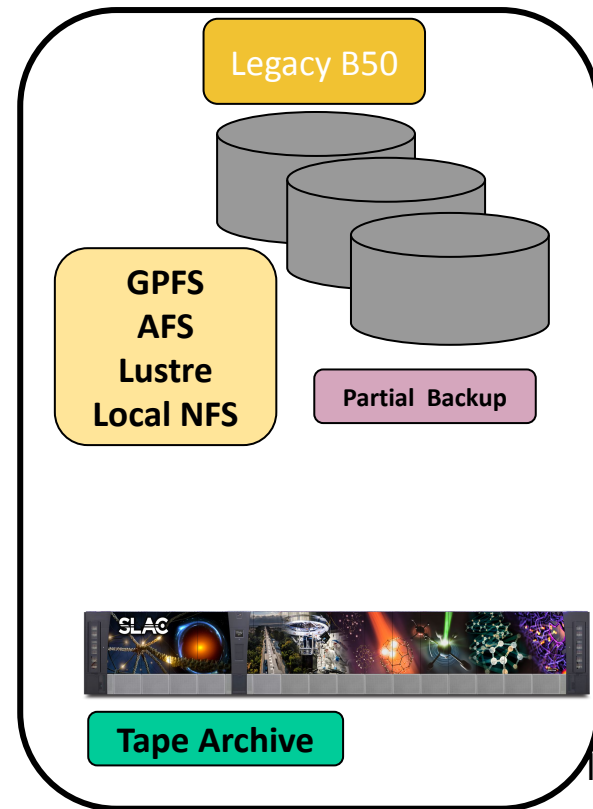 Legacy B50
GPFS
AFS
Lustre
Local NFS
Partial Backup
SLAC
Tape Archive